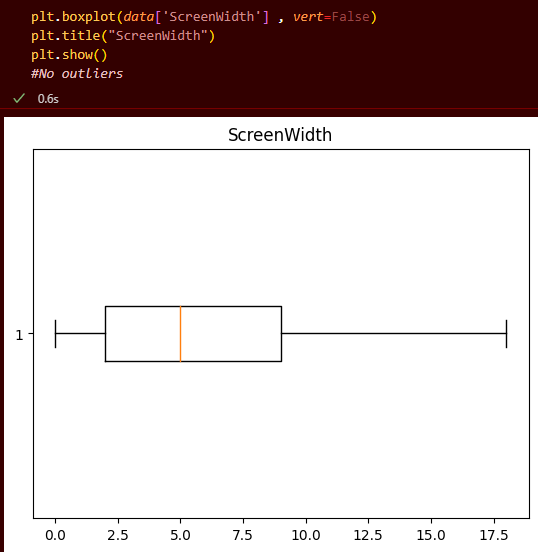 plt.boxplot(data['ScreenWidth'] , vert=False)
plt.title("ScreenWidth")
plt.show()
#No outliers
0.6s
ScreenWidth
1
0.0 2.5 5.0 7.5 10.0 12.5 15.0 17.5